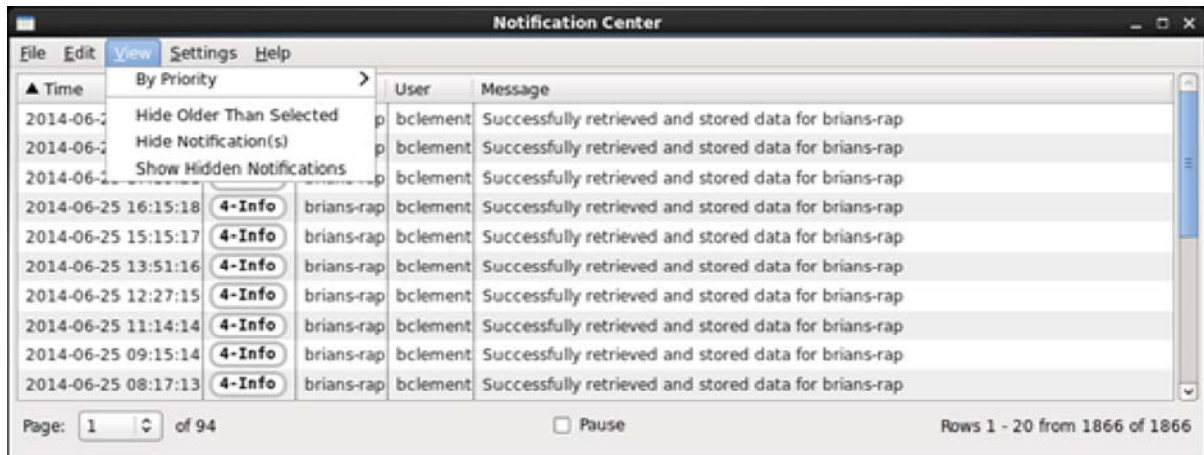 Notification Center
File Edit View Settings Help
By Priority
Hide Older Than Selected
Hide Notification(s)
Show Hidden Notifications
▲ Time User Message
2014-06-2 p bclement Successfully retrieved and stored data for brians-rap
2014-06-2 p bclement Successfully retrieved and stored data for brians-rap
bclement Successfully retrieved and stored data for brians-rap
2014-06-25 16:15:18 4-Info brians-rap bclement Successfully retrieved and stored data for brians-rap
2014-06-25 15:15:17 4-Info brians-rap bclement Successfully retrieved and stored data for brians-rap
2014-06-25 13:51:16 4-Info brians-rap bclement Successfully retrieved and stored data for brians-rap
2014-06-25 12:27:15 4-Info brians-rap bclement Successfully retrieved and stored data for brians-rap
2014-06-25 11:14:14 4-Info brians-rap bclement Successfully retrieved and stored data for brians-rap
2014-06-25 09:15:14 4-Info brians-rap bclement Successfully retrieved and stored data for brians-rap
2014-06-25 08:17:13 4-Info brians-rap bclement Successfully retrieved and stored data for brians-rap
Page: 1 of 94 Pause Rows 1 - 20 from 1866 of 1866